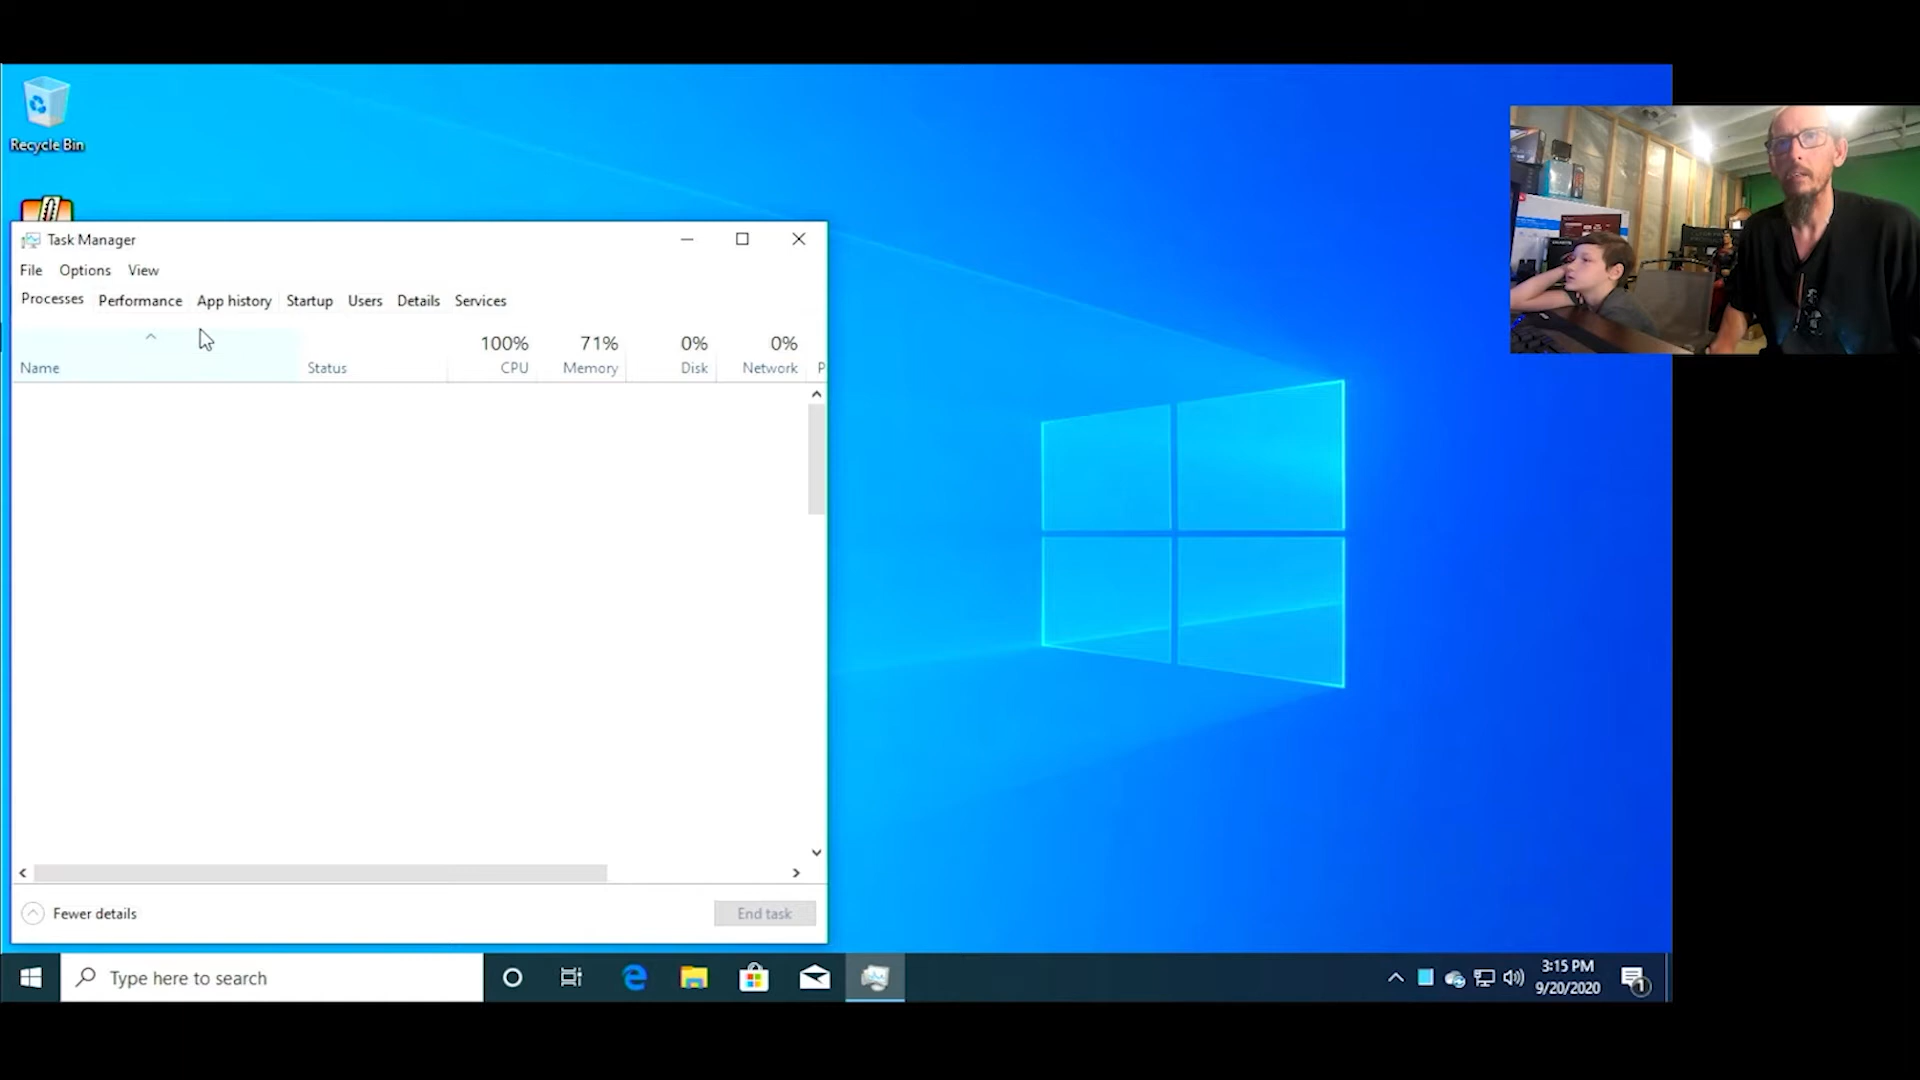 Recycle Bin
Task Manager
File Options View
Processes Performance App history Startup Users Details Services
100% 71% 0% 0%
Name Status CPU Memory Disk Network P
Fewer details End task
Type here to search
3:15 PM
9/20/2020
1